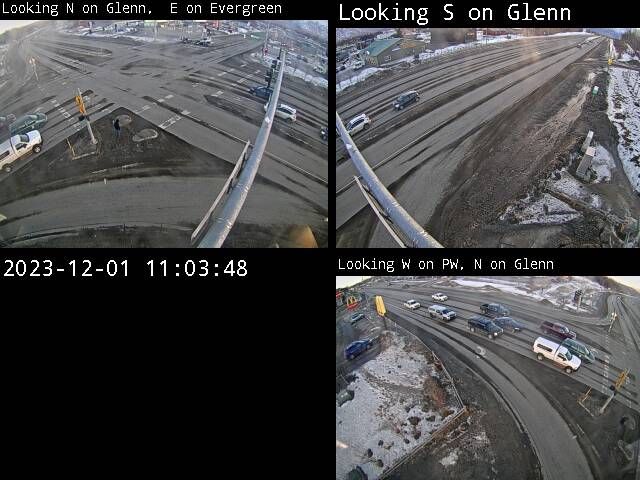 Looking N on Glenn,  E on Evergreen
Looking S on Glenn
2023-12-01 11:03:48
Looking W on PW, N on Glenn